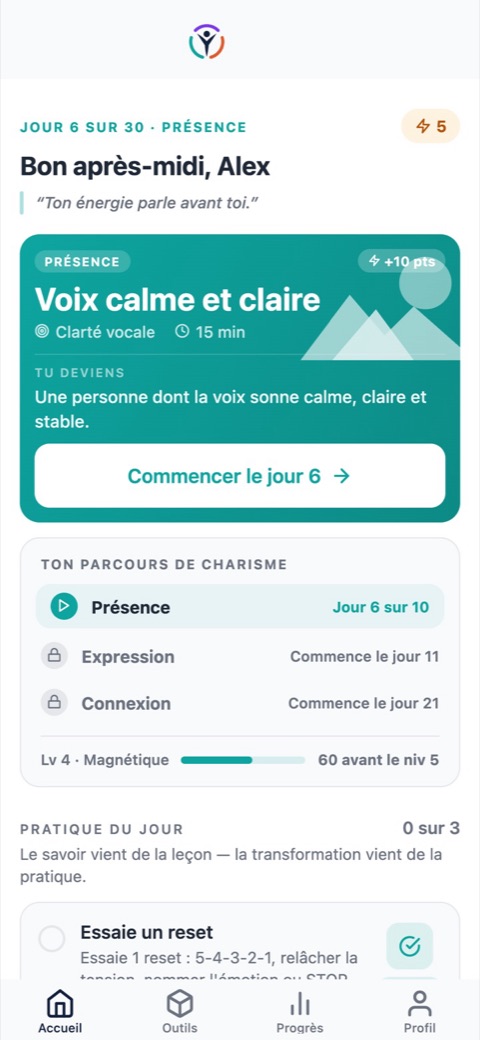 JOUR 6 SUR 30 · PRÉSENCE
5
Bon après-midi, Alex
“Ton énergie parle avant toi.”
PRÉSENCE
+10 pts
Voix calme et claire
Clarté vocale
15 min
TU DEVIENS
Une personne dont la voix sonne calme, claire et
stable.
Commencer le jour 6 →
TON PARCOURS DE CHARISME
Présence
Jour 6 sur 10
Expression
Commence le jour 11
Connexion
Commence le jour 21
Lv 4 · Magnétique
60 avant le niv 5
PRATIQUE DU JOUR
0 sur 3
Le savoir vient de la leçon — la transformation vient de la
pratique.
Essaie un reset
Essaie 1 reset : 5-4-3-2-1, relâcher la
tension, nommer l'émotion ou STOP
Accueil
Outils
Progrès
Profil